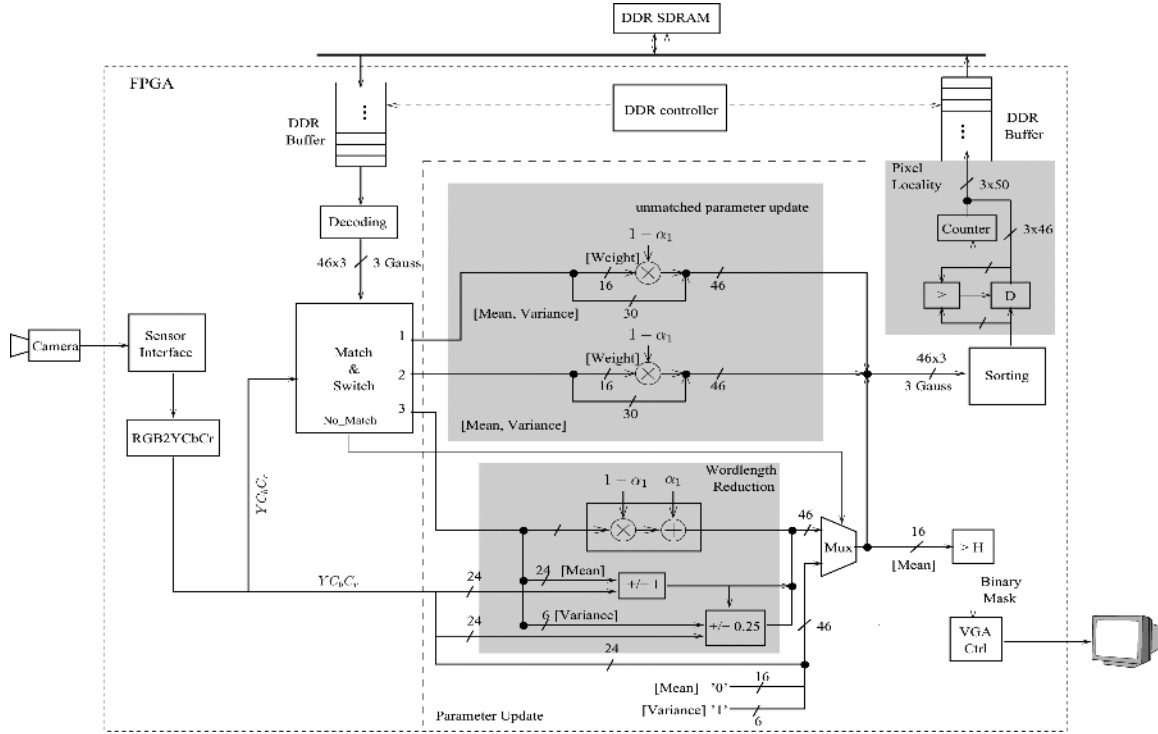 DDR SDRAM
FPGA
DDR controller
DDR
Buffer
DDR
Buffer
Pixel
Locality
3x50
Counter
3x46
>
D
Decoding
46x3
3 Gauss
unmatched parameter update
1 − α₁
[Weight]
×
16
46
30
[Mean, Variance]
1 − α₁
[Weight]
×
16
46
30
[Mean, Variance]
Camera
Sensor
Interface
RGB2YCbCr
Match
&
Switch
No_Match
1
2
3
46x3
3 Gauss
Sorting
YCbCr
YCbCr
Wordlength
Reduction
1 − α₁
α₁
×
+
46
Mux
16
[Mean]
> H
24
24
[Mean]
+/− 1
6
[Variance]
+/− 0.25
24
24
46
Binary
Mask
VGA
Ctrl
[Mean] '0'
16
[Variance] '1'
6
Parameter Update